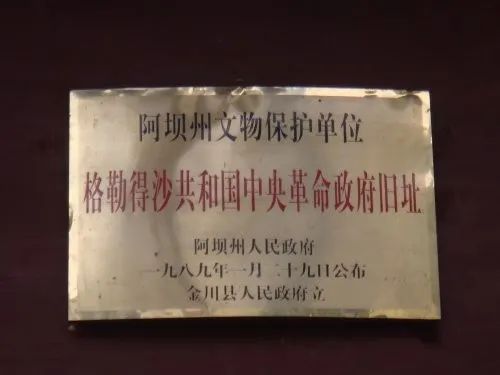 阿坝州文物保护单位
格勒得沙共和国中央革命政府旧址
阿坝州人民政府
一九八九年一月二十九日公布
金川县人民政府立